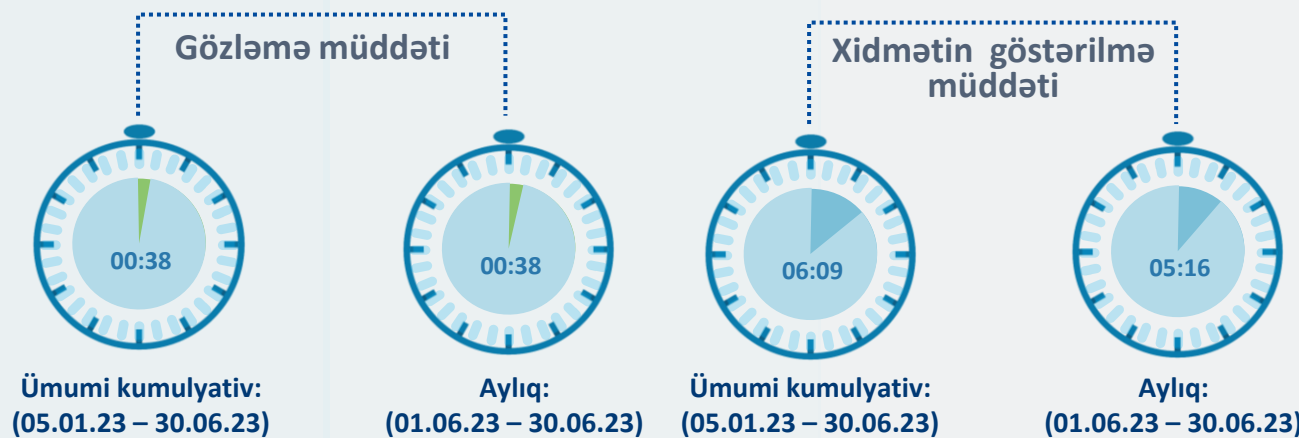 Gözləmə müddəti
Xidmətin göstərilmə
müddəti
00:38
00:38
06:09
05:16
Ümumi kumulyativ:
(05.01.23 – 30.06.23)
Aylıq:
(01.06.23 – 30.06.23)
Ümumi kumulyativ:
(05.01.23 – 30.06.23)
Aylıq:
(01.06.23 – 30.06.23)